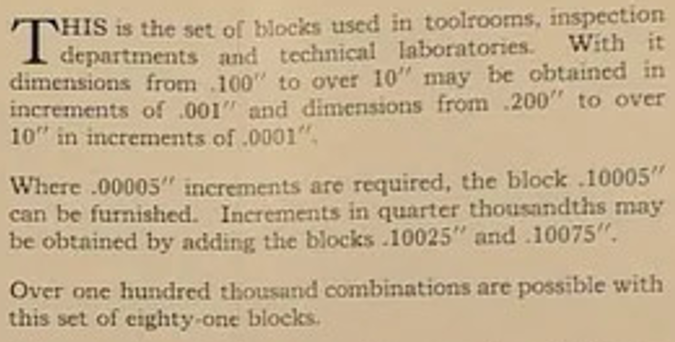 THIS is the set of blocks used in toolrooms, inspection
departments and technical laboratories. With it
dimensions from .100″ to over 10″ may be obtained in
increments of .001″ and dimensions from .200″ to over
10″ in increments of .0001″.
Where .00005″ increments are required, the block .10005″
can be furnished. Increments in quarter thousandths may
be obtained by adding the blocks .10025″ and .10075″.
Over one hundred thousand combinations are possible with
this set of eighty-one blocks.